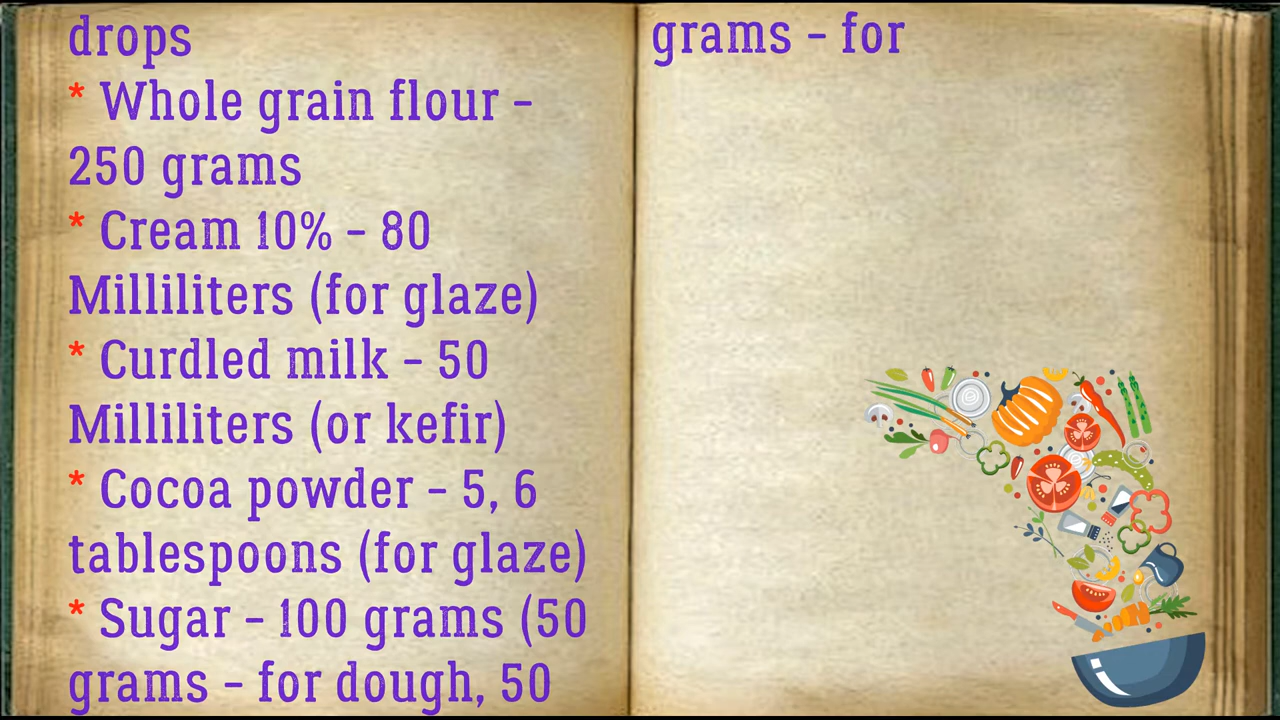 drops
* Whole grain flour –
250 grams
* Cream 10% – 80
Milliliters (for glaze)
* Curdled milk – 50
Milliliters (or kefir)
* Cocoa powder – 5, 6
tablespoons (for glaze)
* Sugar – 100 grams (50
grams – for dough, 50
grams – for